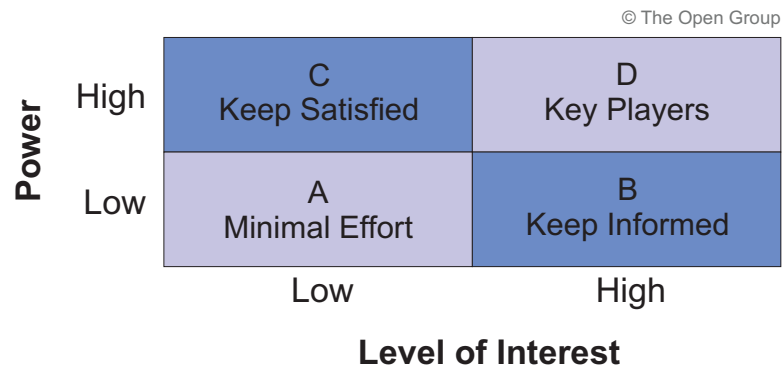 © The Open Group
Power
High
C
Keep Satisfied
D
Key Players
Low
A
Minimal Effort
B
Keep Informed
Low
High
Level of Interest